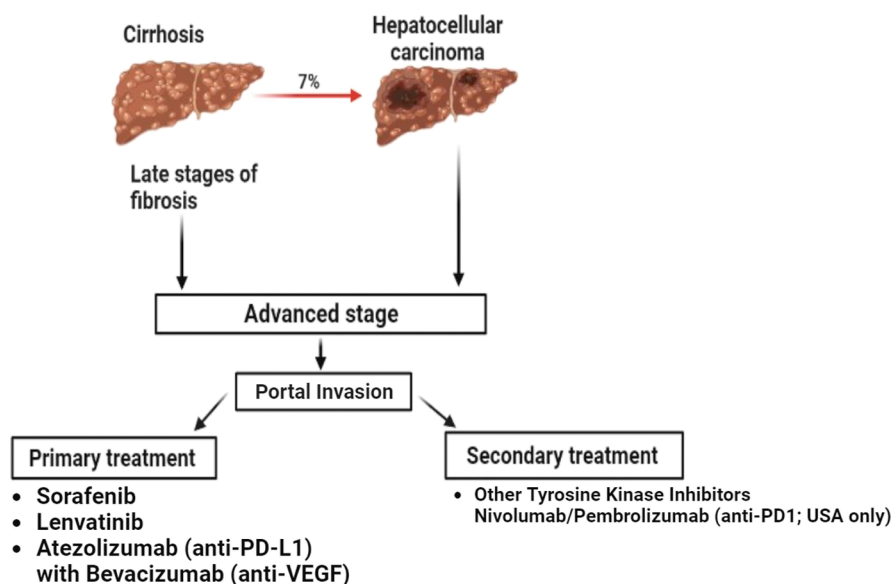 Cirrhosis
Hepatocellular
carcinoma
7%
Late stages of
fibrosis
Advanced stage
Portal Invasion
Primary treatment
• Sorafenib
• Lenvatinib
• Atezolizumab (anti-PD-L1)
with Bevacizumab (anti-VEGF)
Secondary treatment
• Other Tyrosine Kinase Inhibitors
Nivolumab/Pembrolizumab (anti-PD1; USA only)